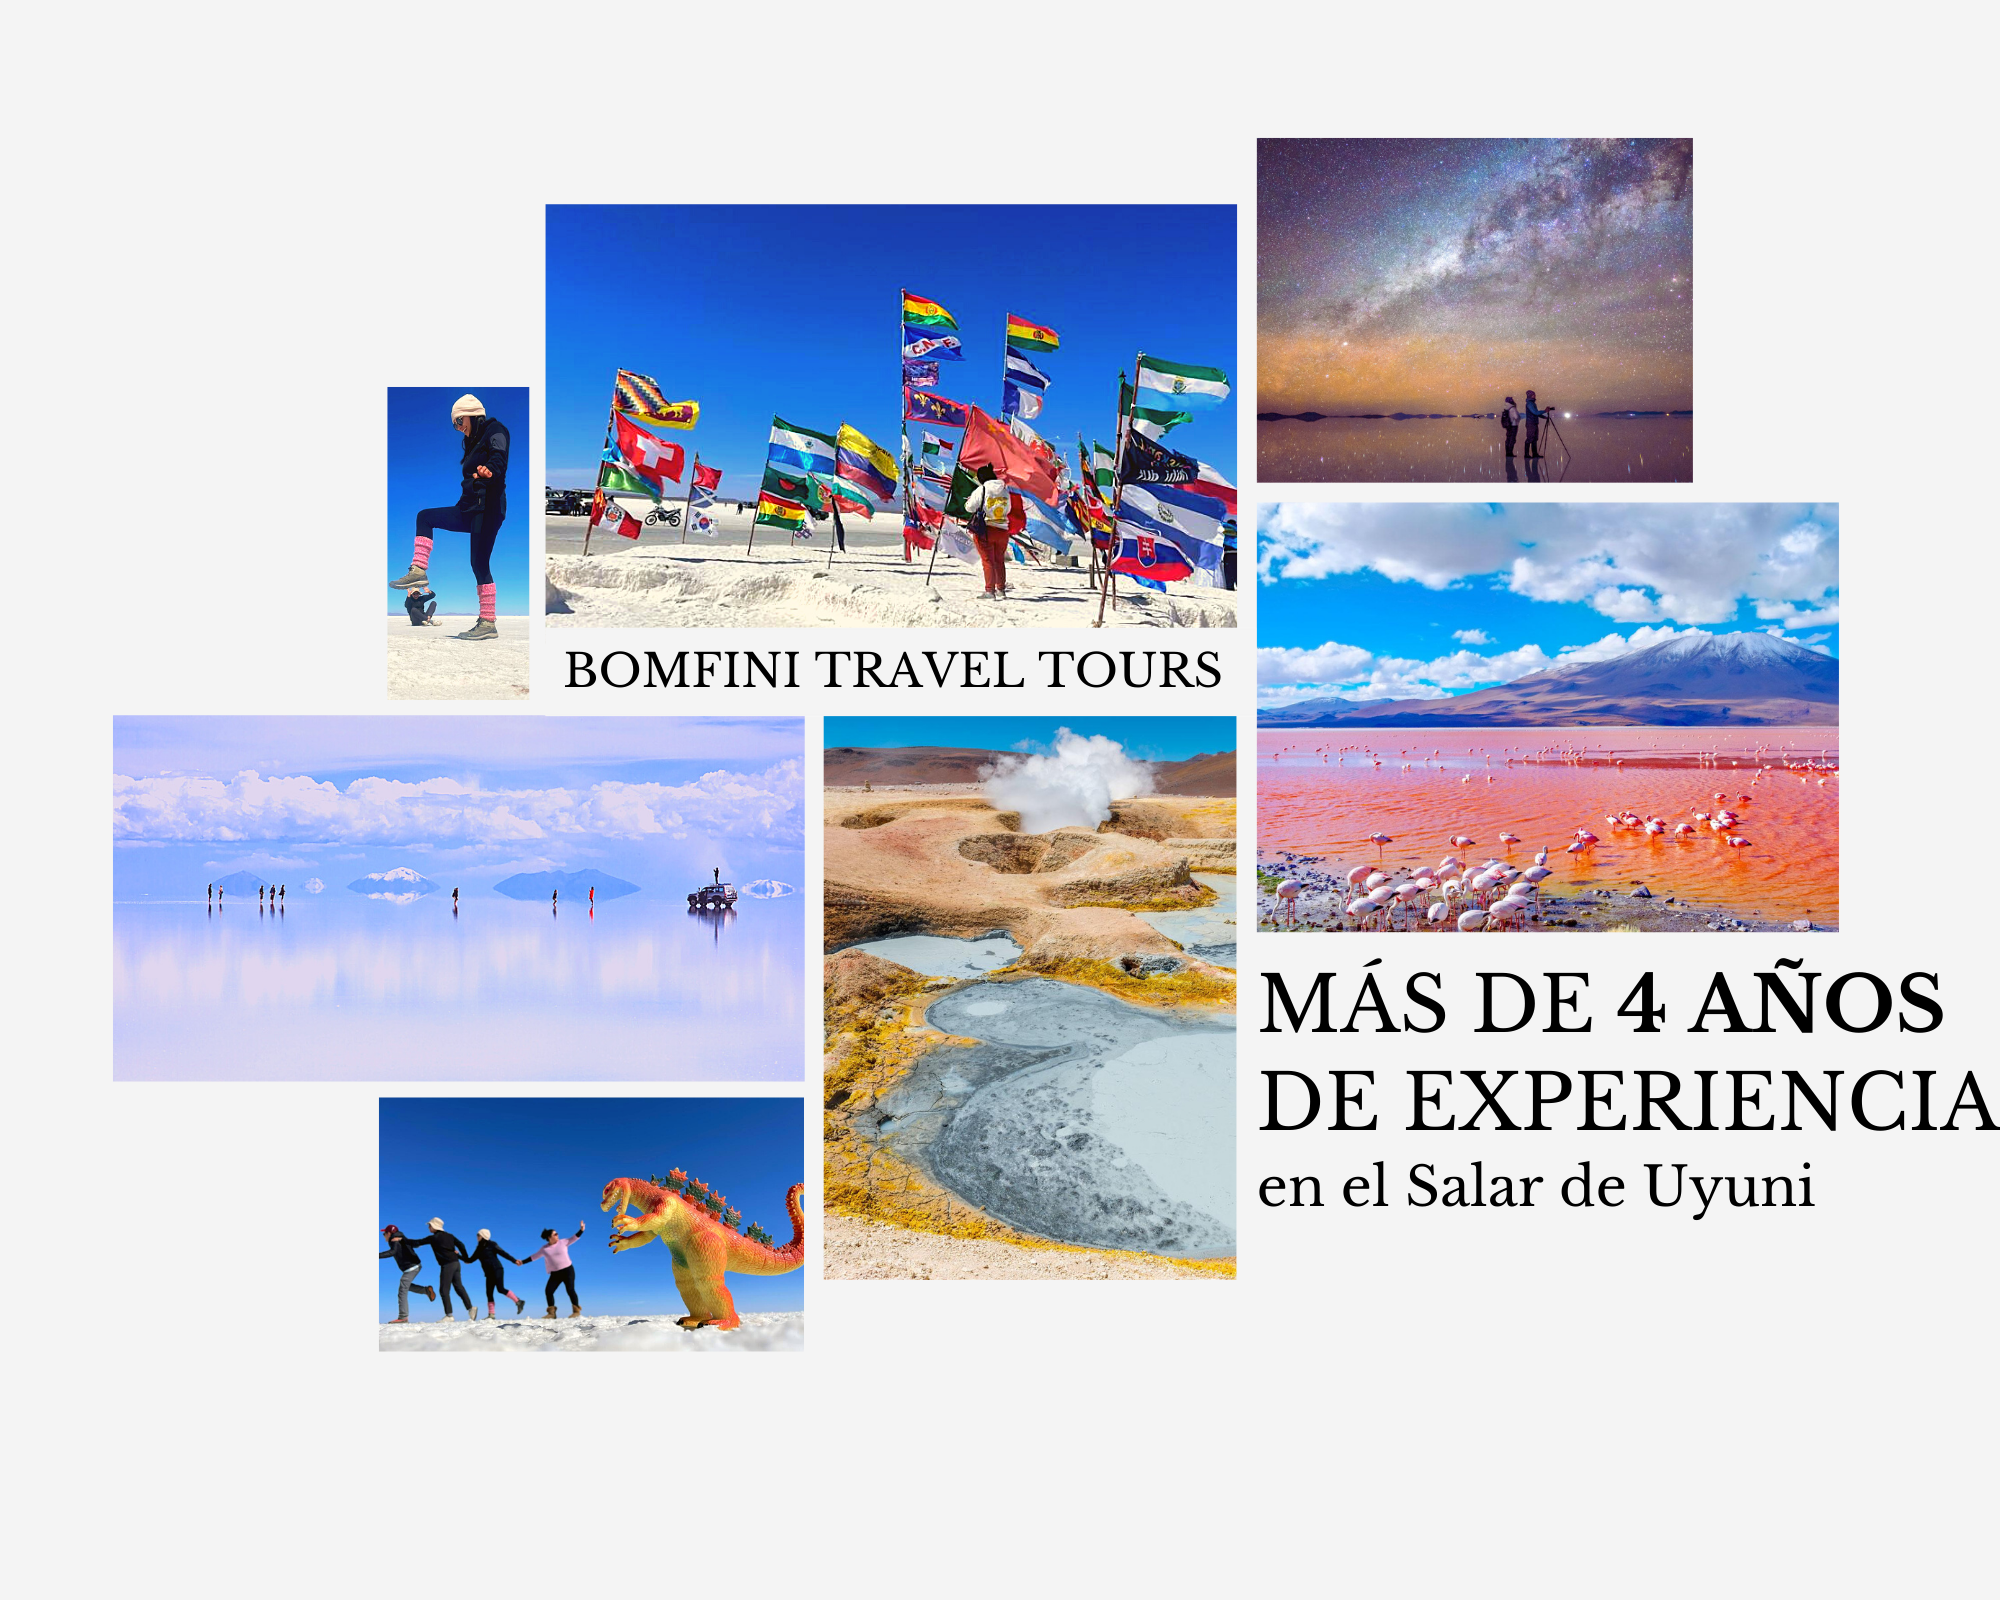 C.N.E.
BOMFINI TRAVEL TOURS
MÁS DE 4 AÑOS
DE EXPERIENCIA
en el Salar de Uyuni